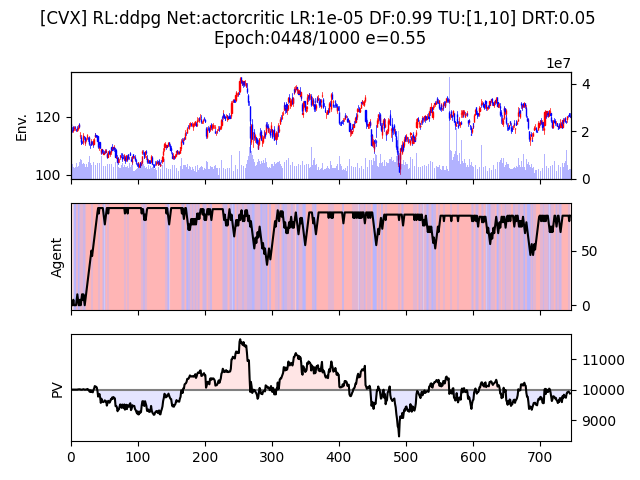 [CVX] RL:ddpg Net:actorcritic LR:1e-05 DF:0.99 TU:[1,10] DRT:0.05
Epoch:0448/1000 e=0.55
1e7
Env.
120
100
4
2
0
Agent
50
0
PV
11000
10000
9000
0 100 200 300 400 500 600 700